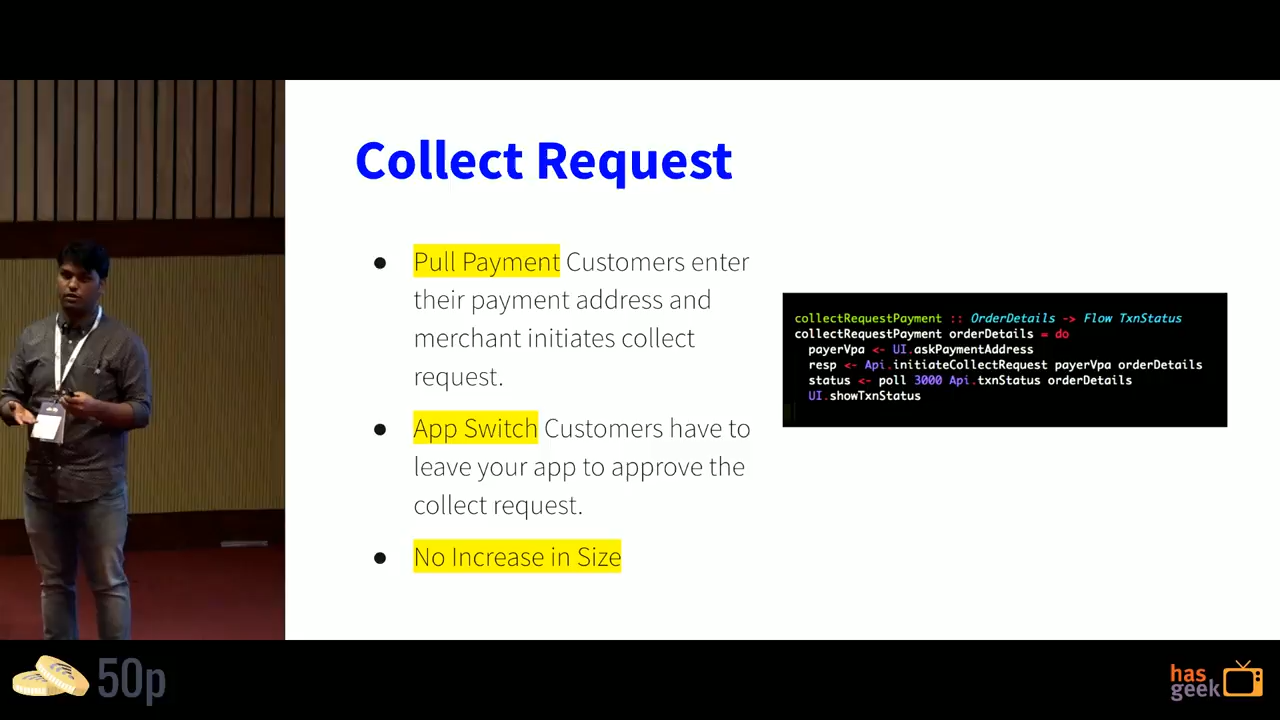 Collect Request
● Pull Payment Customers enter
their payment address and
merchant initiates collect
request.
● App Switch Customers have to
leave your app to approve the
collect request.
● No Increase in Size
collectRequestPayment :: OrderDetails -> Flow TxnStatus
collectRequestPayment orderDetails = do
payerVpa <- UI.askPaymentAddress
resp <- Api.initiateCollectRequest payerVpa orderDetails
status <- poll 3000 Api.txnStatus orderDetails
UI.showTxnStatus
50p
has
geek